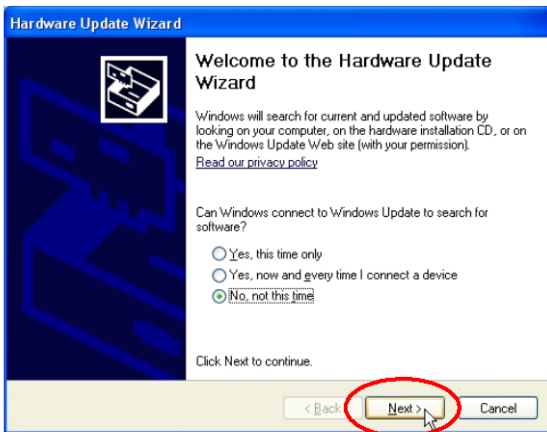 Hardware Update Wizard
Welcome to the Hardware Update
Wizard
Windows will search for current and updated software by
looking on your computer, on the hardware installation CD, or on
the Windows Update Web site (with your permission).
Read our privacy policy
Can Windows connect to Windows Update to search for
software?
Yes, this time only
Yes, now and every time I connect a device
No, not this time
Click Next to continue.
< Back
Next >
Cancel